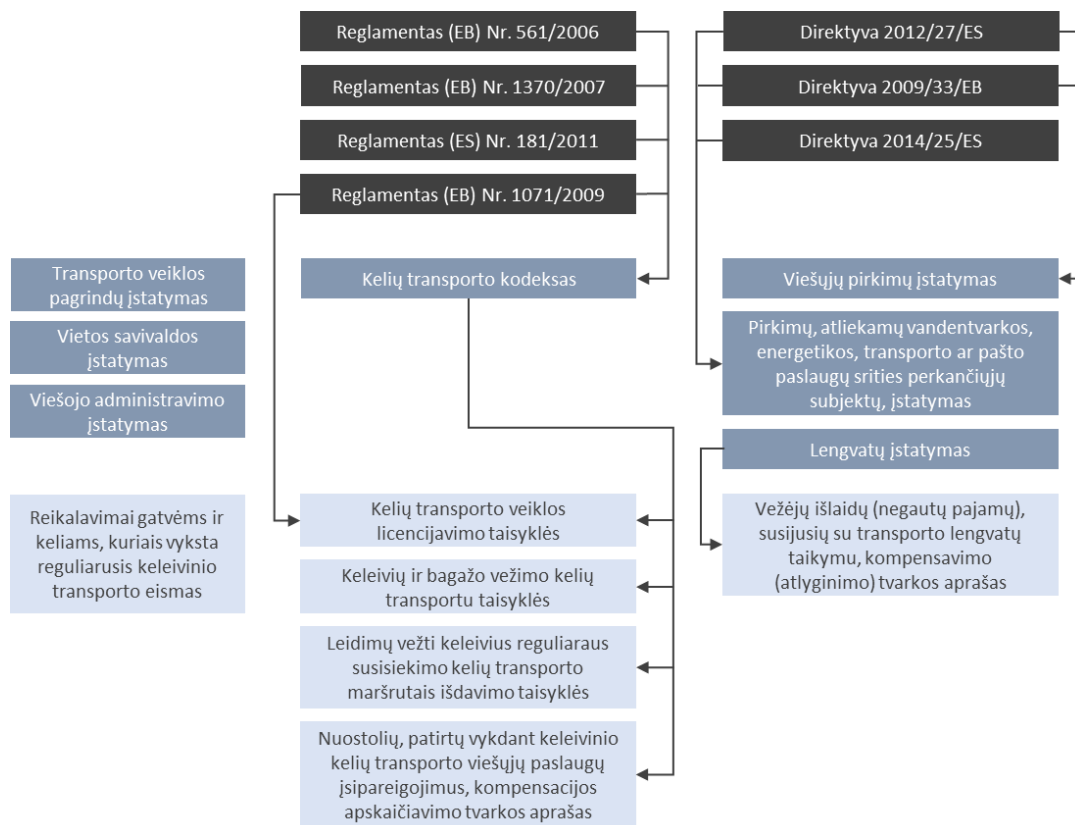 Reglamentas (EB) Nr. 561/2006
Reglamentas (EB) Nr. 1370/2007
Reglamentas (ES) Nr. 181/2011
Reglamentas (EB) Nr. 1071/2009
Direktyva 2012/27/ES
Direktyva 2009/33/EB
Direktyva 2014/25/ES
Transporto veiklos
pagrindų įstatymas
Vietos savivaldos
įstatymas
Viešojo administravimo
įstatymas
Kelių transporto kodeksas
Viešųjų pirkimų įstatymas
Pirkimų, atliekamų vandentvarkos,
energetikos, transporto ar pašto
paslaugų srities perkančiųjų
subjektų, įstatymas
Lengvatų įstatymas
Reikalavimai gatvėms ir
keliams, kuriais vyksta
reguliarusis keleivinio
transporto eismas
Kelių transporto veiklos
licencijavimo taisyklės
Keleivių ir bagažo vežimo kelių
transportu taisyklės
Leidimų vežti keleivius reguliaraus
susisiekimo kelių transporto
maršrutais išdavimo taisyklės
Nuostolių, patirtų vykdant keleivinio
kelių transporto viešųjų paslaugų
įsipareigojimus, kompensacijos
apskaičiavimo tvarkos aprašas
Vežėjų išlaidų (negautų pajamų),
susijusių su transporto lengvatų
taikymu, kompensavimo
(atlyginimo) tvarkos aprašas